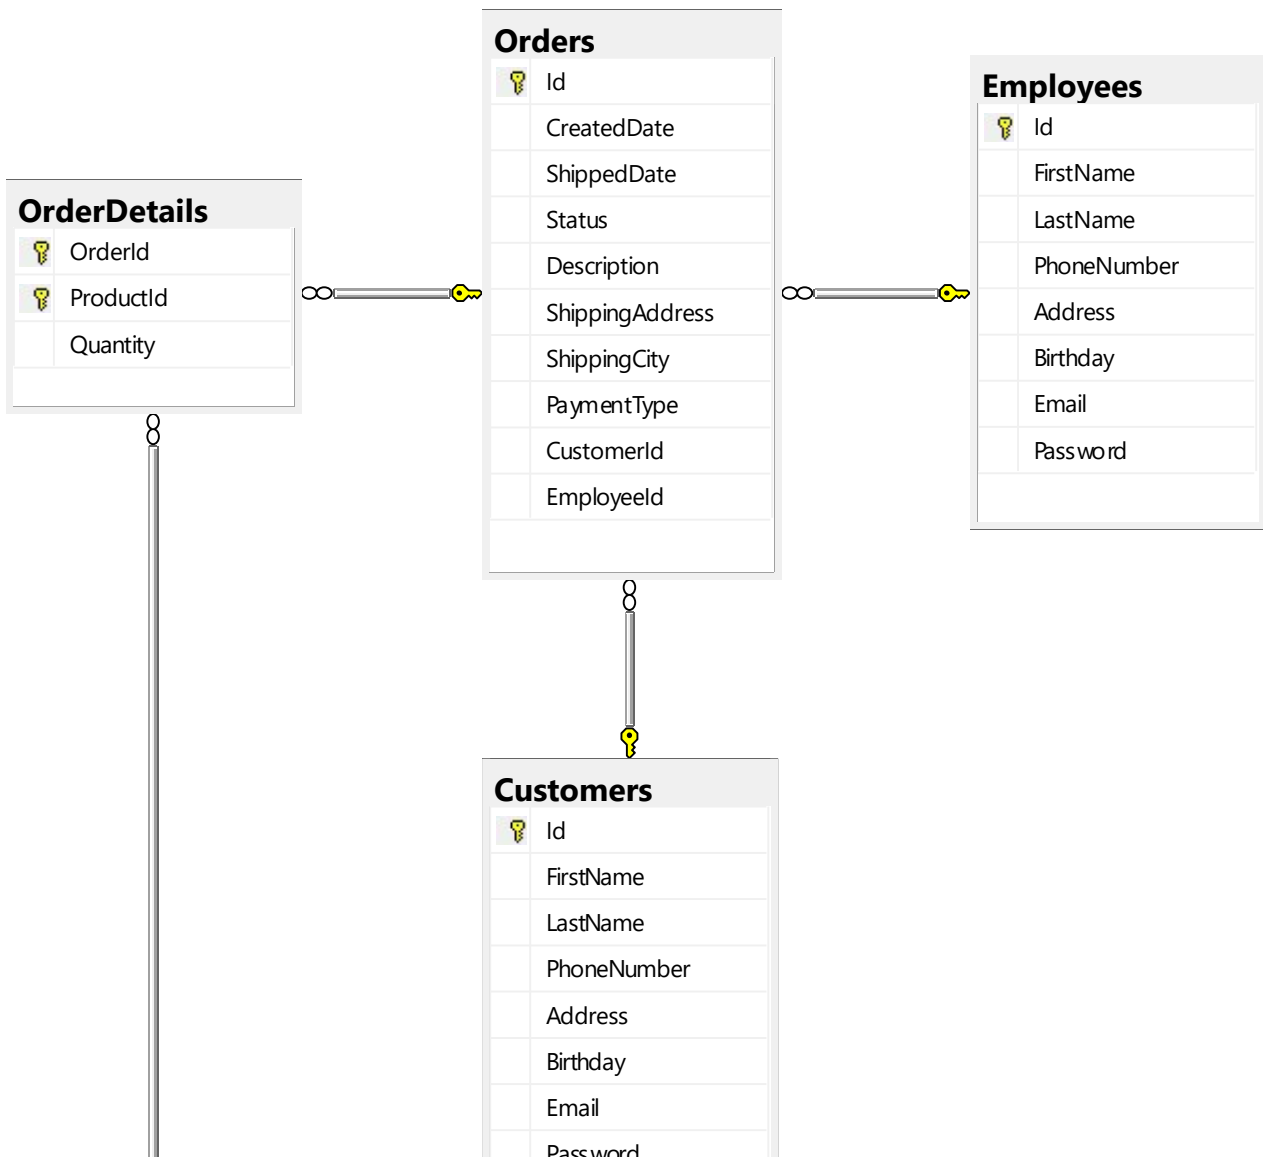 Orders
Id
CreatedDate
ShippedDate
Status
Description
ShippingAddress
ShippingCity
PaymentType
CustomerId
EmployeeId
Employees
Id
FirstName
LastName
PhoneNumber
Address
Birthday
Email
Password
OrderDetails
OrderId
ProductId
Quantity
Customers
Id
FirstName
LastName
PhoneNumber
Address
Birthday
Email
Password